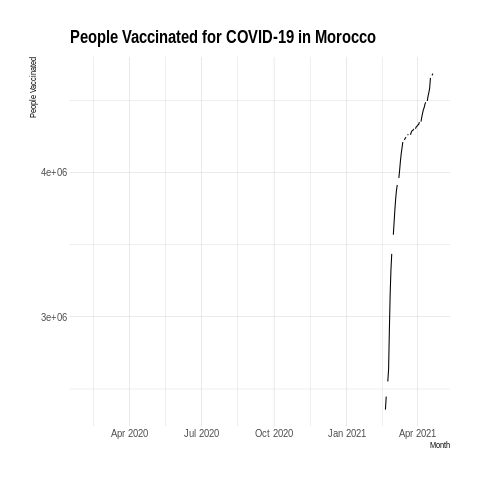 People Vaccinated for COVID-19 in Morocco
People Vaccinated
4e+06
3e+06
Apr 2020 Jul 2020 Oct 2020 Jan 2021 Apr 2021
Month